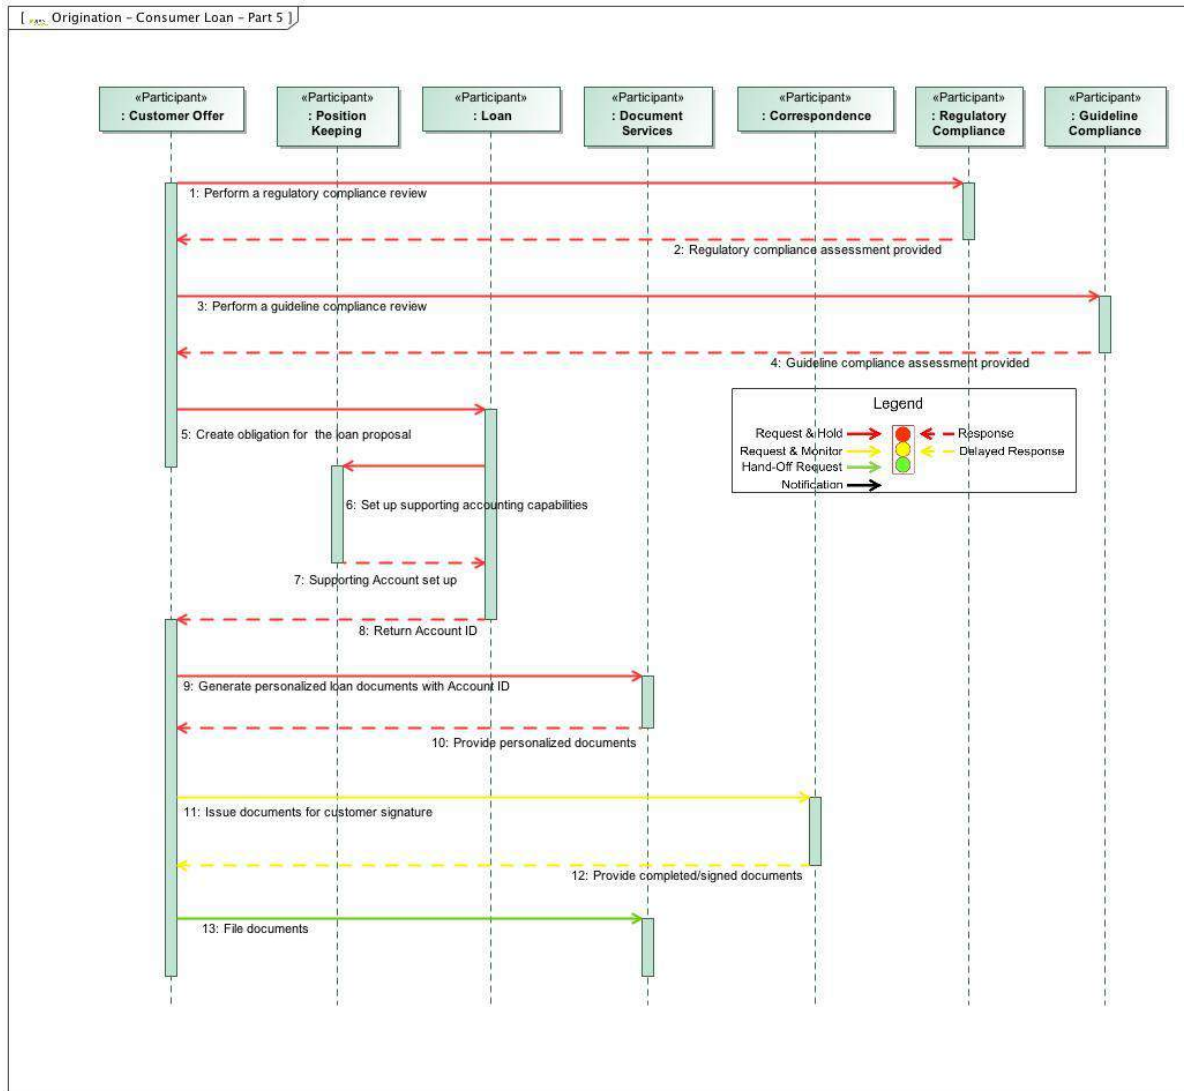 [ Origination – Consumer Loan – Part 5 ]
«Participant»
: Customer Offer
«Participant»
: Position
Keeping
«Participant»
: Loan
«Participant»
: Document
Services
«Participant»
: Correspondence
«Participant»
: Regulatory
Compliance
«Participant»
: Guideline
Compliance
1: Perform a regulatory compliance review
2: Regulatory compliance assessment provided
3: Perform a guideline compliance review
4: Guideline compliance assessment provided
Legend
Request & Hold
Response
Request & Monitor
Delayed Response
Hand-Off Request
Notification
5: Create obligation for the loan proposal
6: Set up supporting accounting capabilities
7: Supporting Account set up
8: Return Account ID
9: Generate personalized loan documents with Account ID
10: Provide personalized documents
11: Issue documents for customer signature
12: Provide completed/signed documents
13: File documents